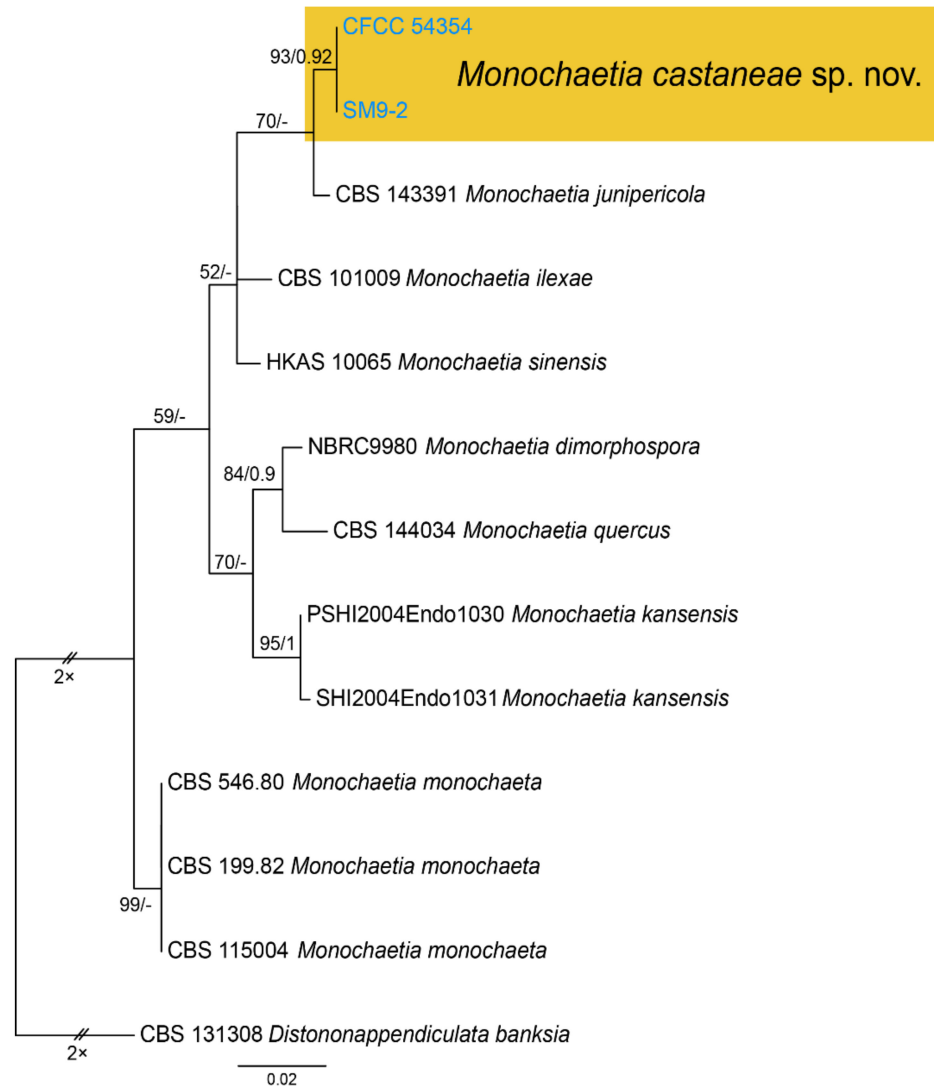 CFCC 54354
93/0.92
Monochaetia castaneae sp. nov.
SM9-2
70/-
CBS 143391 Monochaetia junipericola
52/-
CBS 101009 Monochaetia ilexae
HKAS 10065 Monochaetia sinensis
59/-
NBRC9980 Monochaetia dimorphospora
84/0.9
CBS 144034 Monochaetia quercus
70/-
PSHI2004Endo1030 Monochaetia kansensis
95/1
SHI2004Endo1031 Monochaetia kansensis
2×
CBS 546.80 Monochaetia monochaeta
CBS 199.82 Monochaetia monochaeta
99/-
CBS 115004 Monochaetia monochaeta
CBS 131308 Distononappendiculata banksia
2×
0.02